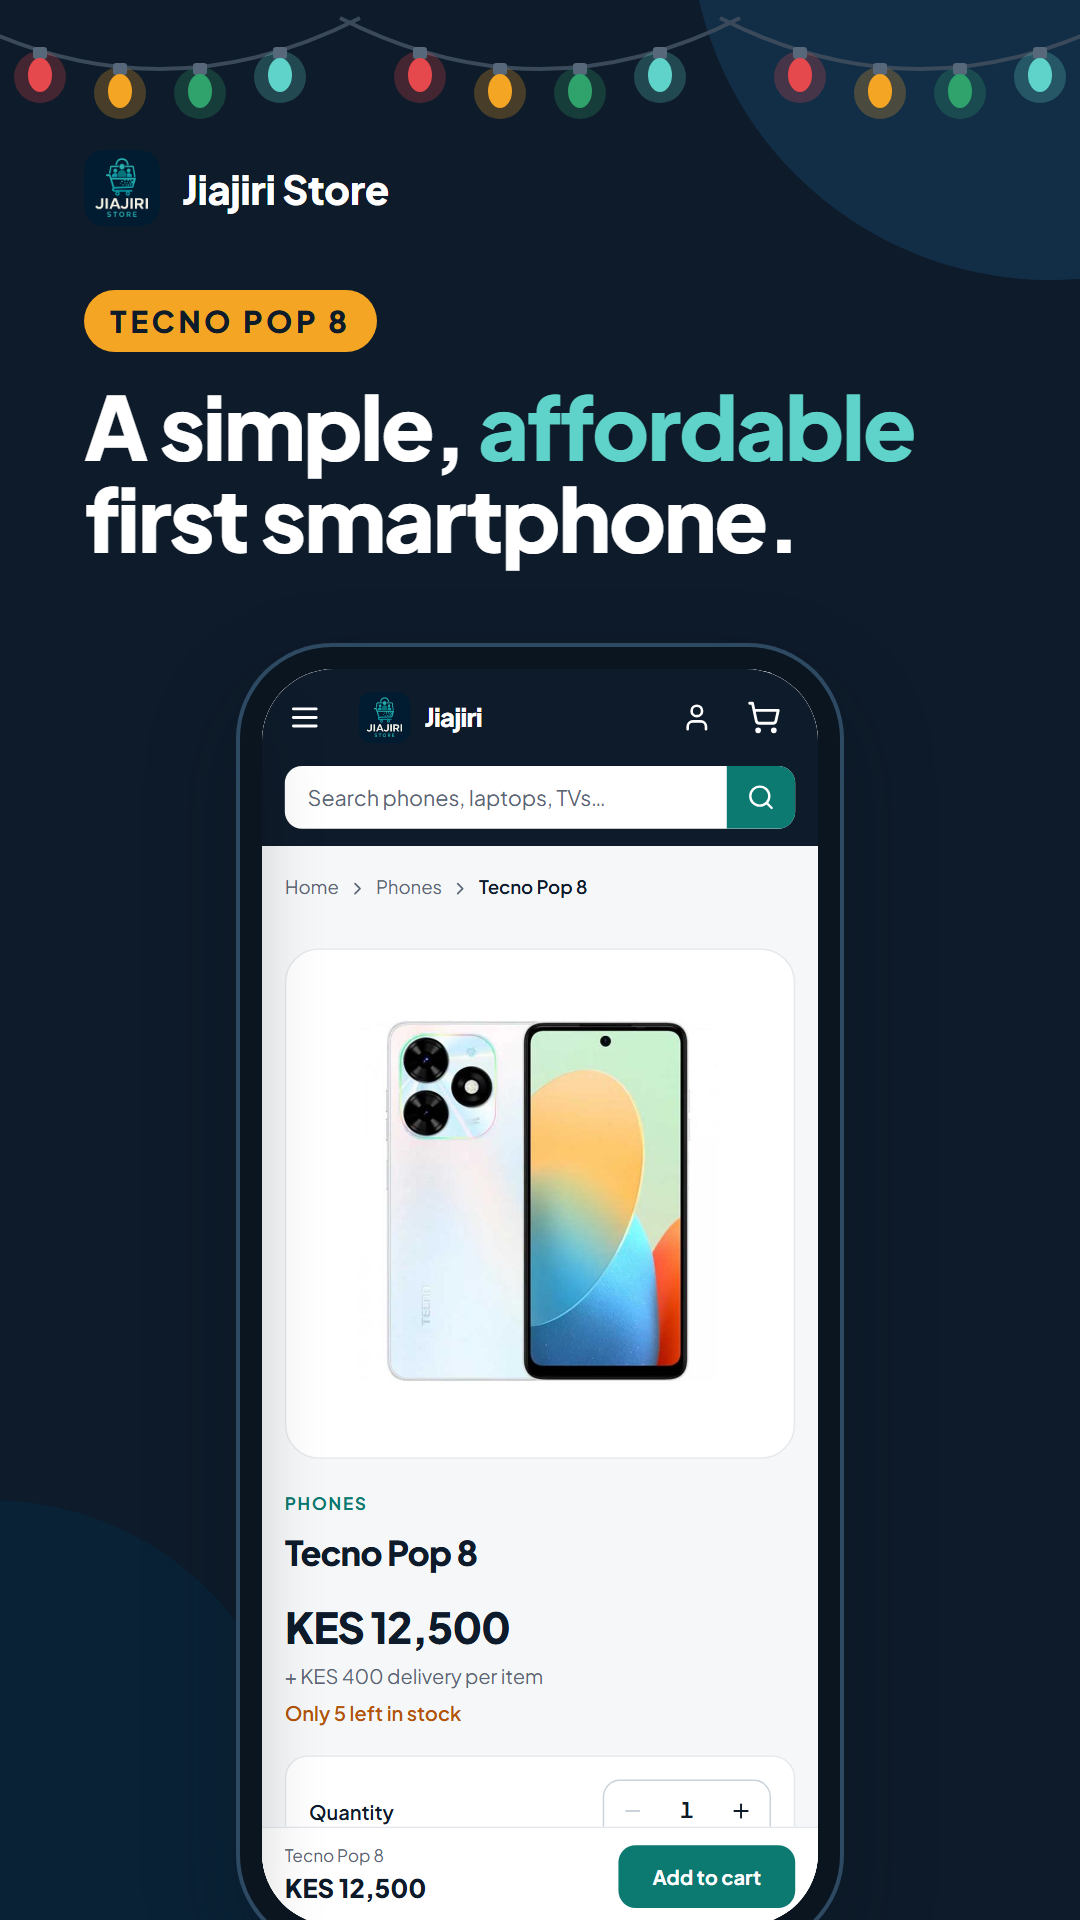 JIAJIRI
STORE
Jiajiri Store
TECNO POP 8
A simple, affordable
first smartphone.
JIAJIRI
STORE
Jiajiri
Search phones, laptops, TVs...
Home > Phones > Tecno Pop 8
TECNO
PHONES
Tecno Pop 8
KES 12,500
+ KES 400 delivery per item
Only 5 left in stock
Quantity − 1 +
Tecno Pop 8
KES 12,500
Add to cart